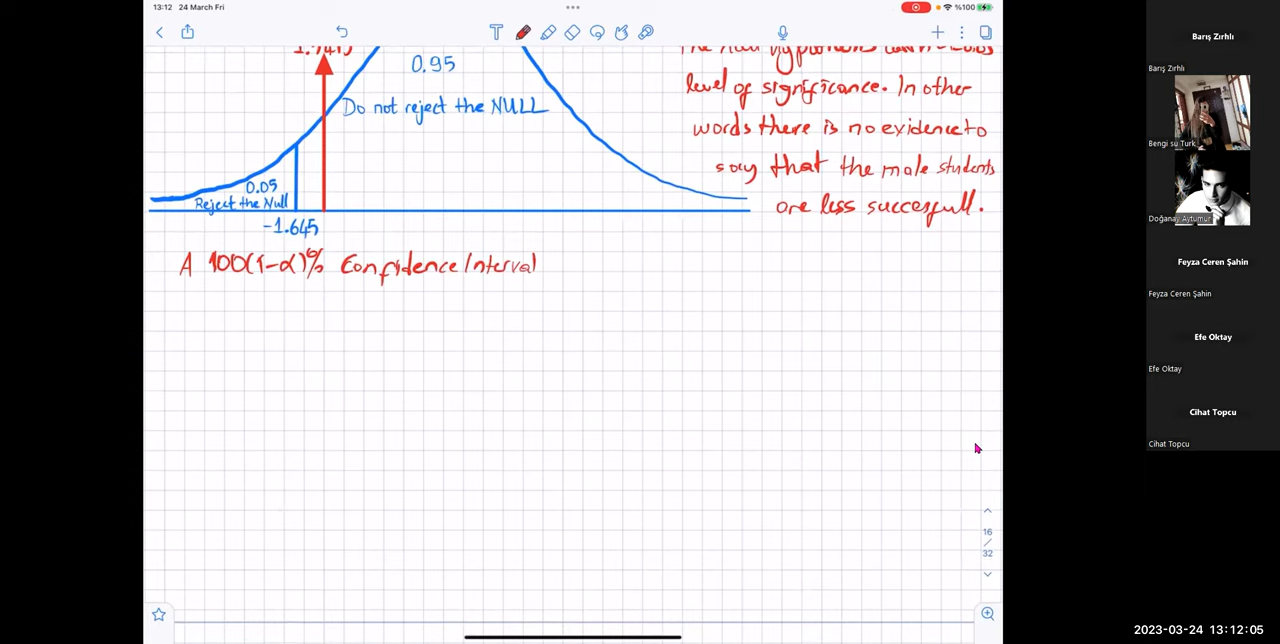 13:12 24 March Fri
%100
0.95
Do not reject the NULL
0.05
Reject the Null
-1.645
level of significance. In other
words there is no evidence to
say that the male students
are less successfull.
A 100(1-α)% Confidence Interval
16
32
Barış Zırhlı
Barış Zırhlı
Bengi su Turk
Doğanay Aytumur
Feyza Ceren Şahin
Feyza Ceren Şahin
Efe Oktay
Efe Oktay
Cihat Topcu
Cihat Topcu
2023-03-24 13:12:05